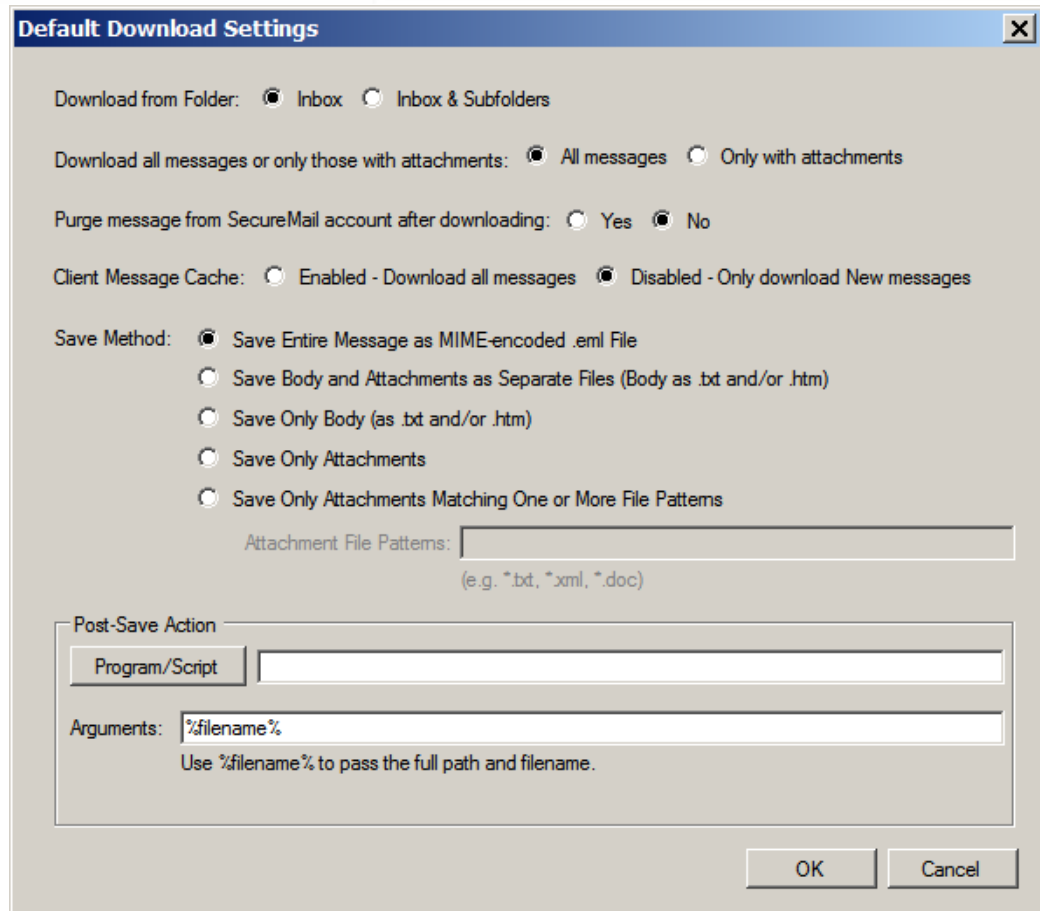 Default Download Settings
Download from Folder: Inbox Inbox & Subfolders
Download all messages or only those with attachments: All messages Only with attachments
Purge message from SecureMail account after downloading: Yes No
Client Message Cache: Enabled - Download all messages Disabled - Only download New messages
Save Method: Save Entire Message as MIME-encoded .eml File
Save Body and Attachments as Separate Files (Body as .txt and/or .htm)
Save Only Body (as .txt and/or .htm)
Save Only Attachments
Save Only Attachments Matching One or More File Patterns
Attachment File Patterns:
(e.g. *.txt, *.xml, *.doc)
Post-Save Action
Program/Script
Arguments: %filename%
Use %filename% to pass the full path and filename.
OK Cancel